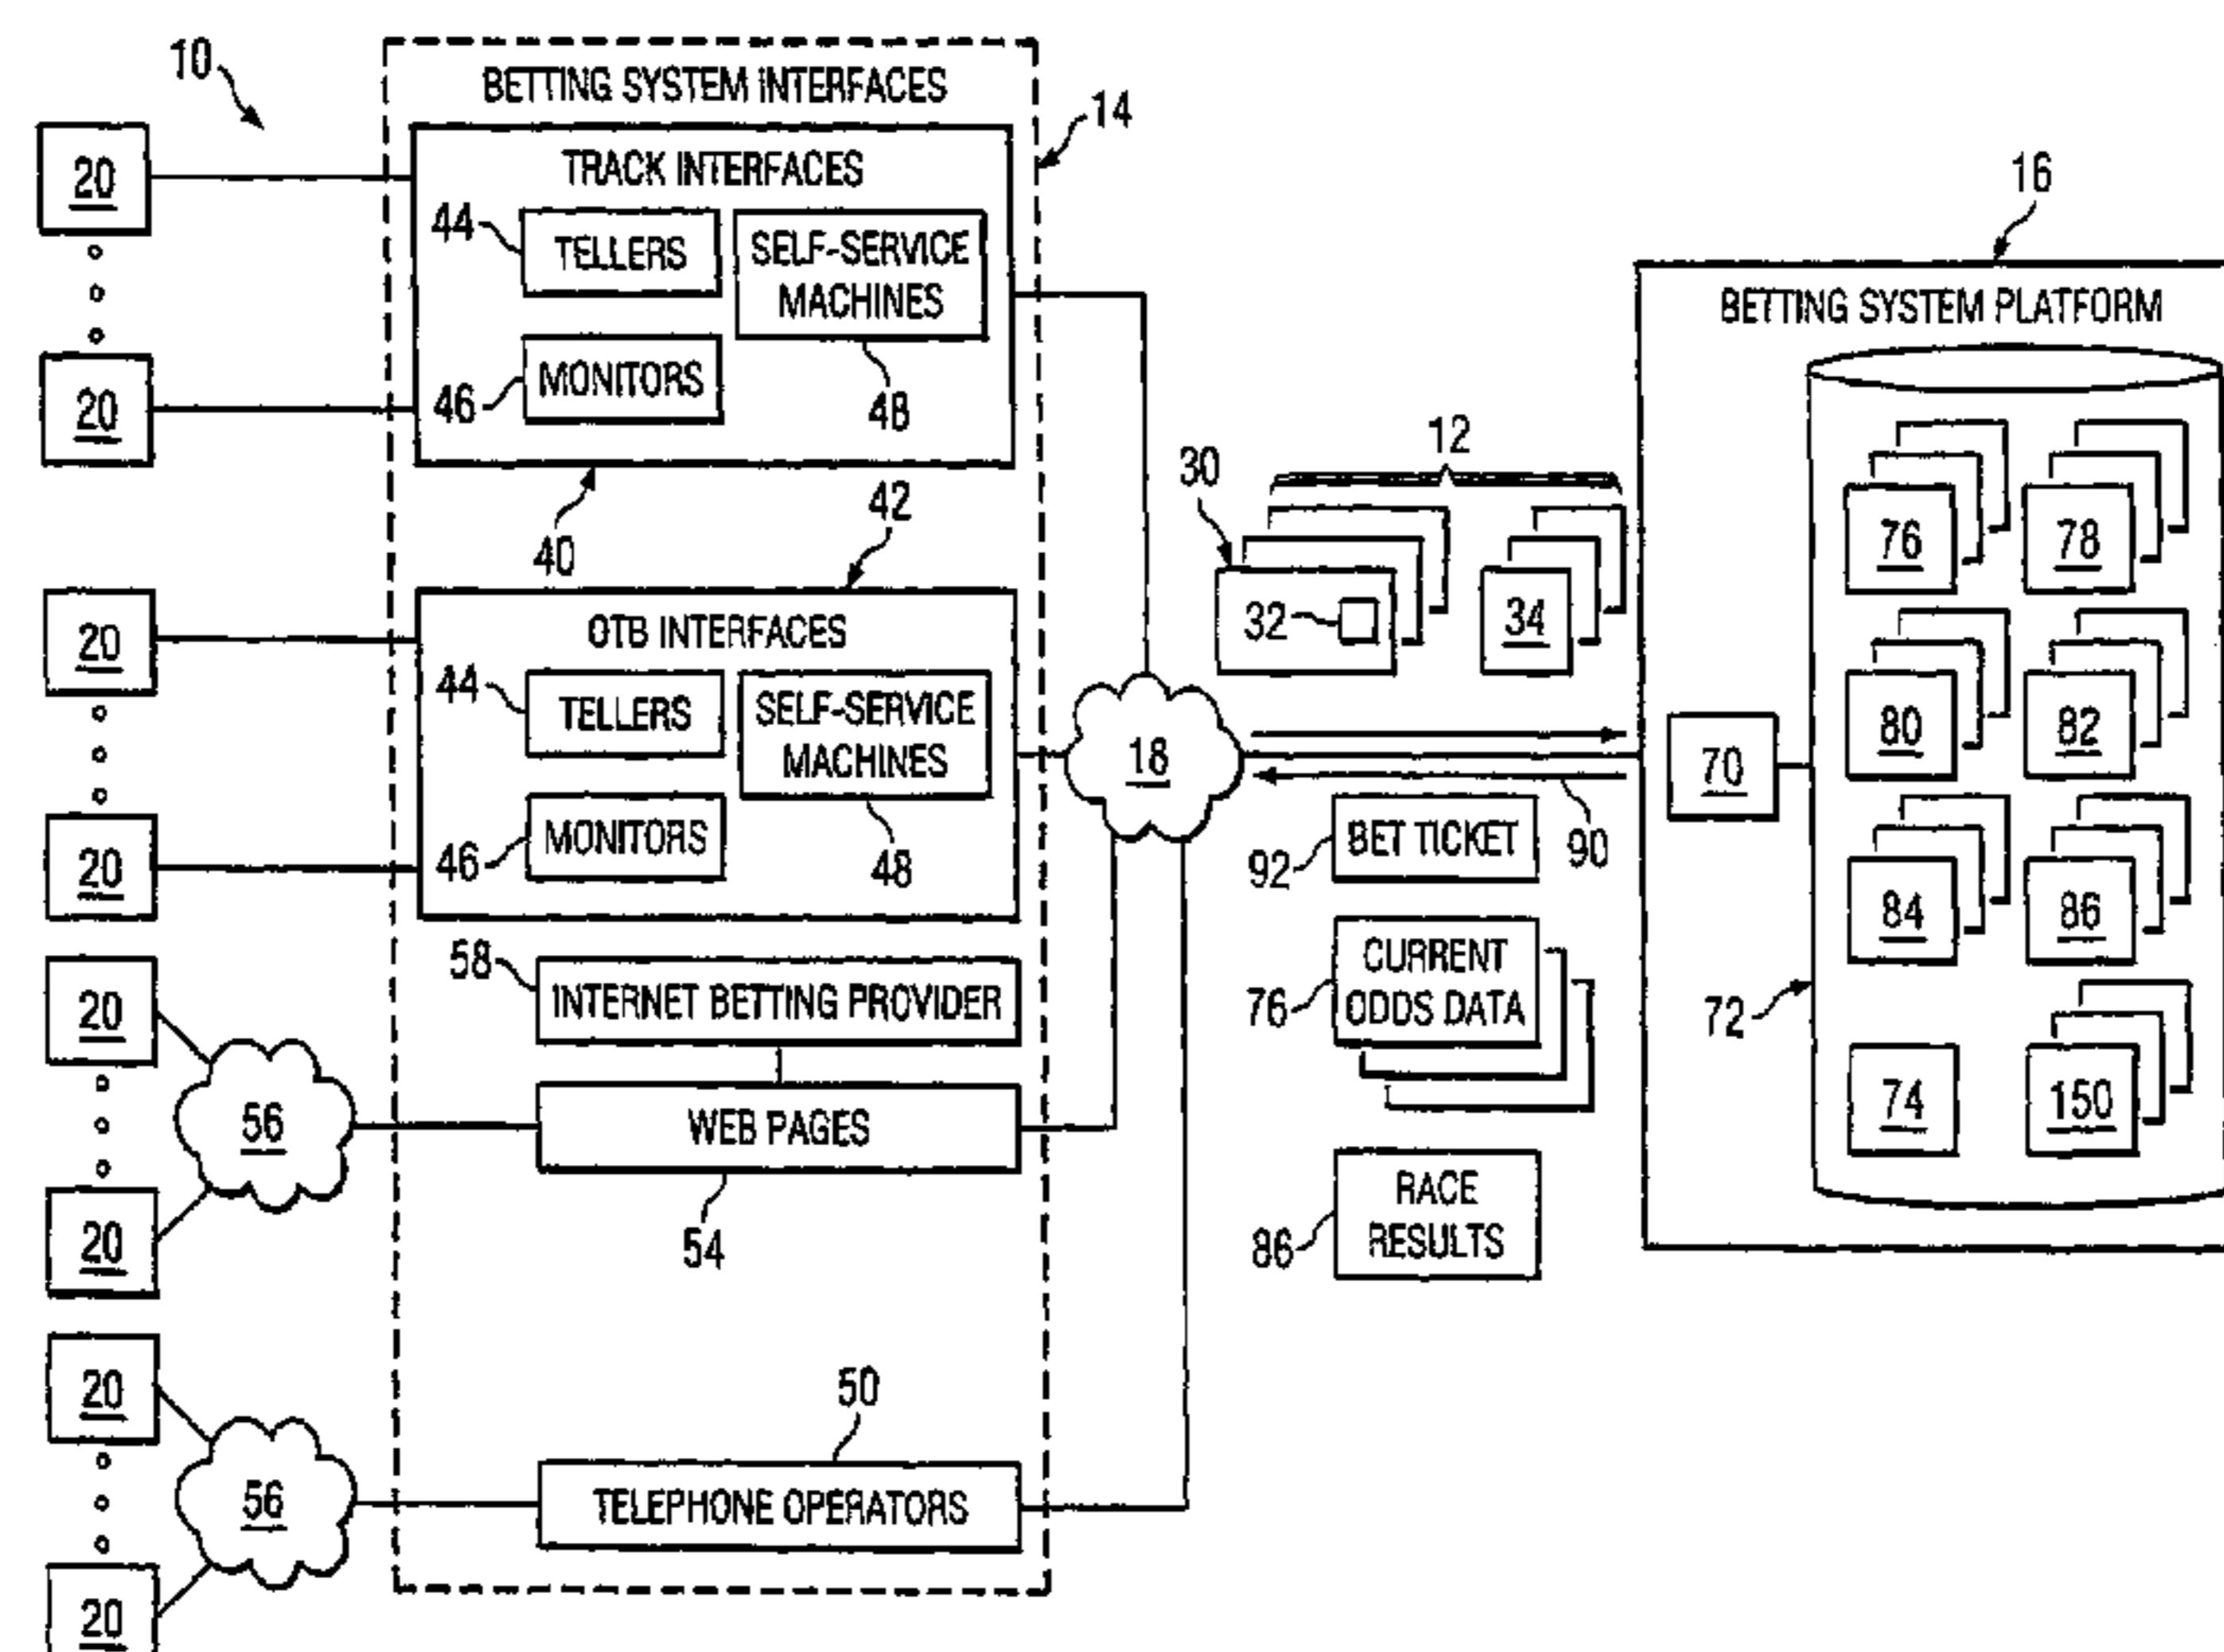 10
BETTING SYSTEM INTERFACES
14
20
TRACK INTERFACES
44
TELLERS
SELF-SERVICE
MACHINES
46
MONITORS
48
20
40
42
20
OTB INTERFACES
44
TELLERS
SELF-SERVICE
MACHINES
46
MONITORS
48
20
58
INTERNET BETTING PROVIDER
20
56
WEB PAGES
54
20
50
20
56
TELEPHONE OPERATORS
20
18
12
30
32
34
90
92
BET TICKET
76
CURRENT
ODDS DATA
86
RACE
RESULTS
16
BETTING SYSTEM PLATFORM
70
72
76
78
80
82
84
86
74
150